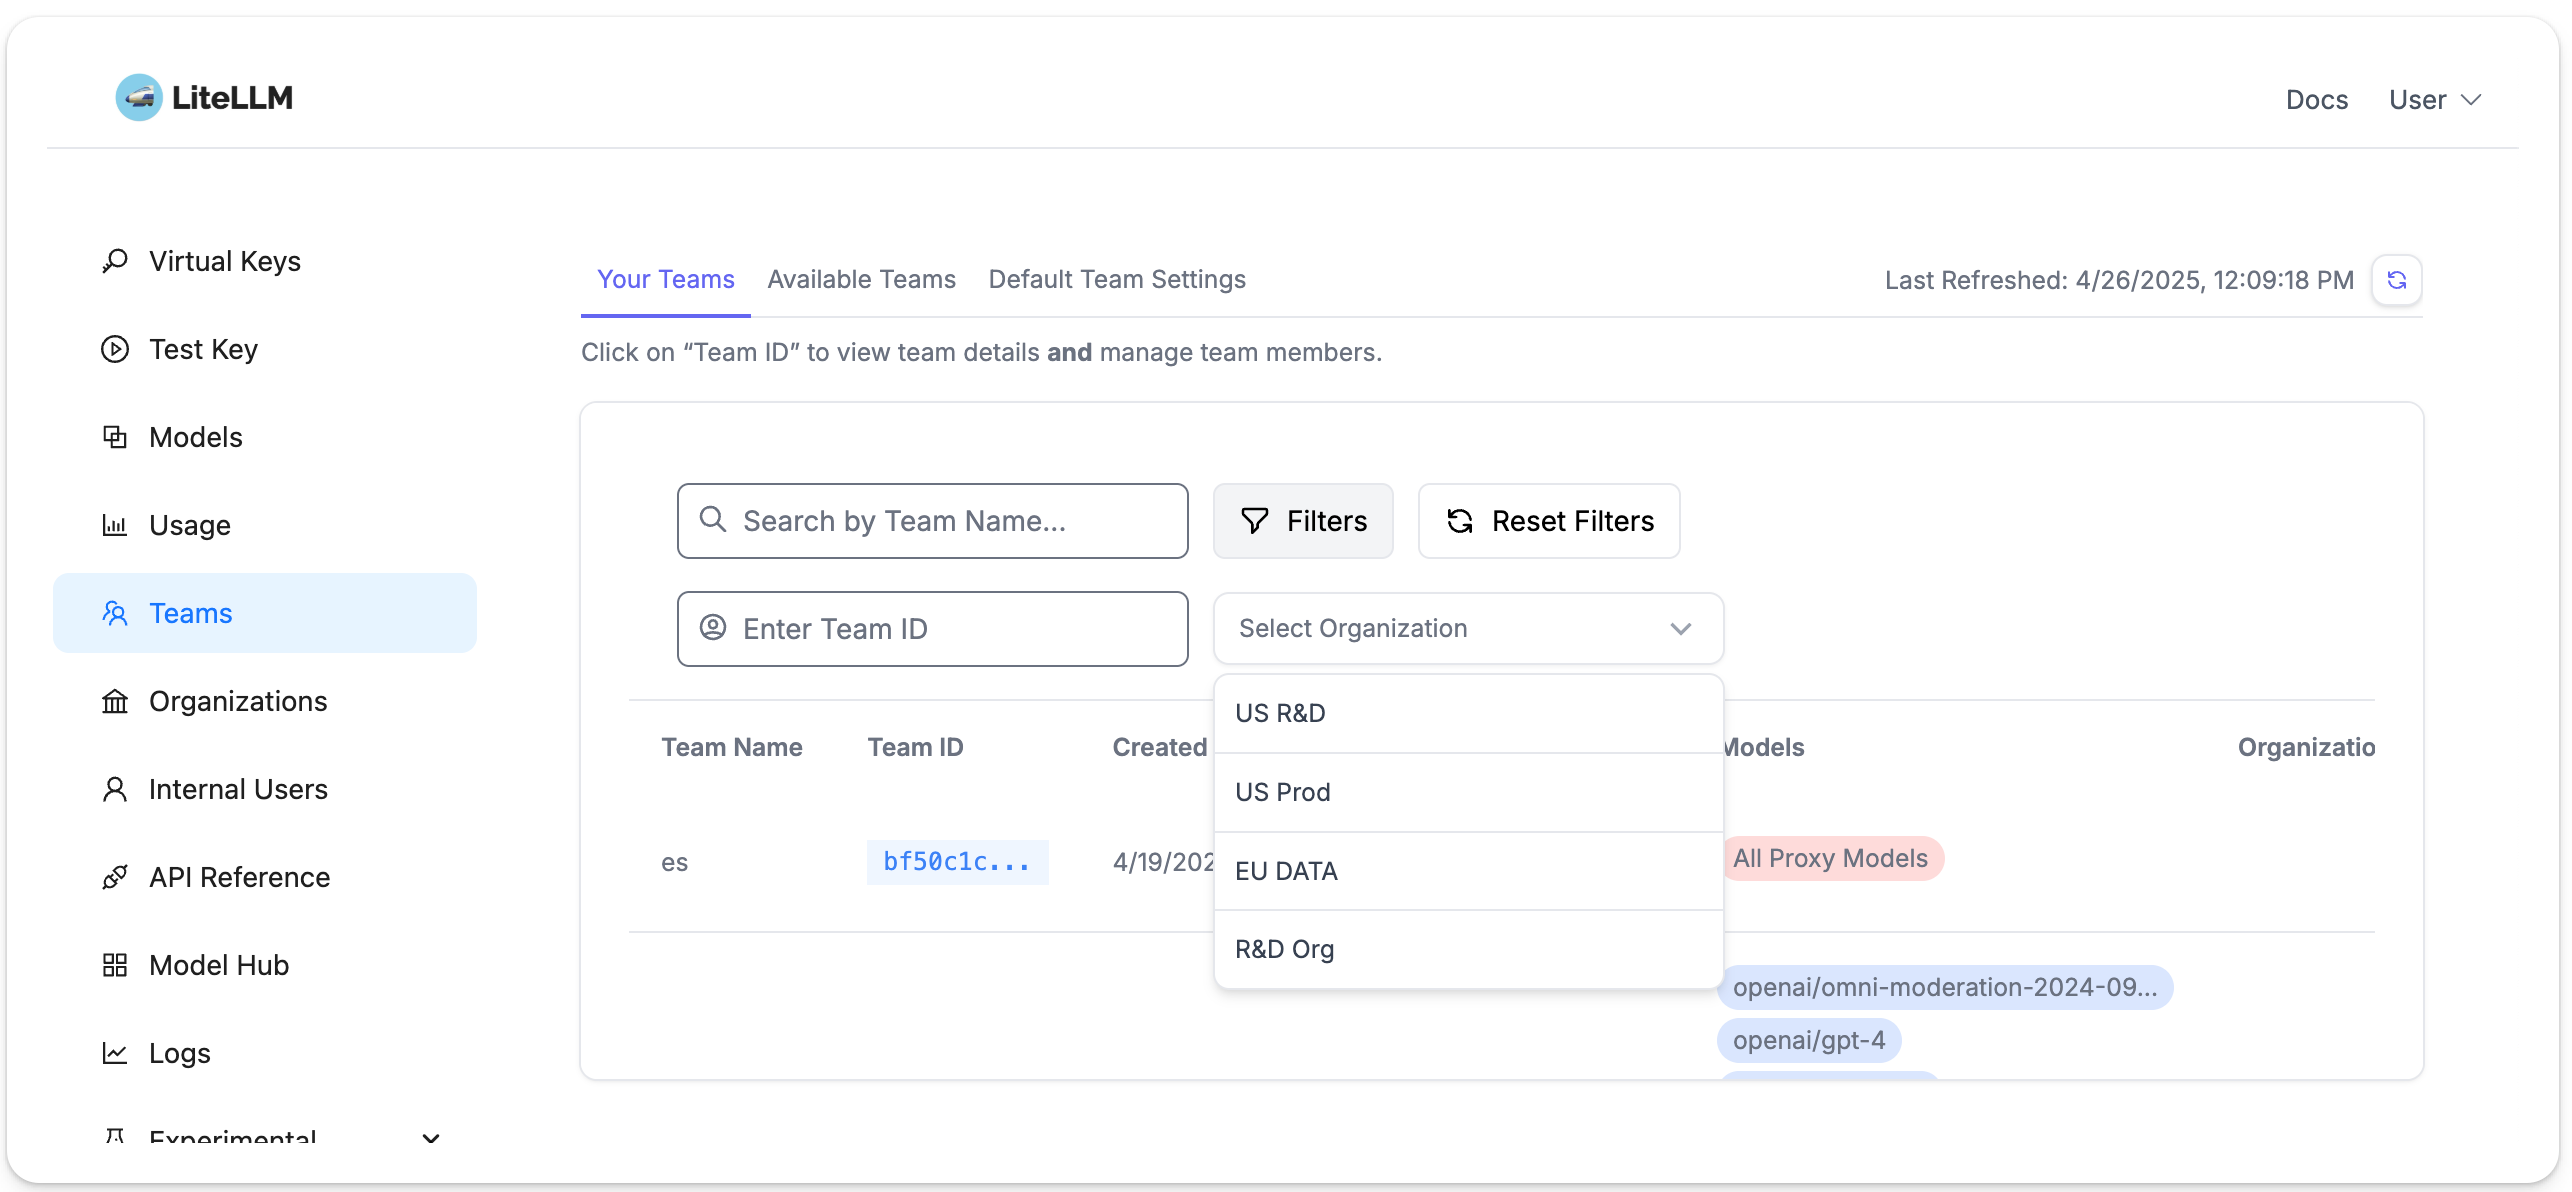 LiteLLM
Docs
User
Virtual Keys
Test Key
Models
Usage
Teams
Organizations
Internal Users
API Reference
Model Hub
Logs
Experimental
Your Teams
Available Teams
Default Team Settings
Last Refreshed: 4/26/2025, 12:09:18 PM
Click on “Team ID” to view team details and manage team members.
Search by Team Name...
Filters
Reset Filters
Enter Team ID
Select Organization
US R&D
US Prod
EU DATA
R&D Org
Team Name
Team ID
Created
Models
Organizatio
es
bf50c1c...
4/19/202
All Proxy Models
openai/omni-moderation-2024-09...
openai/gpt-4